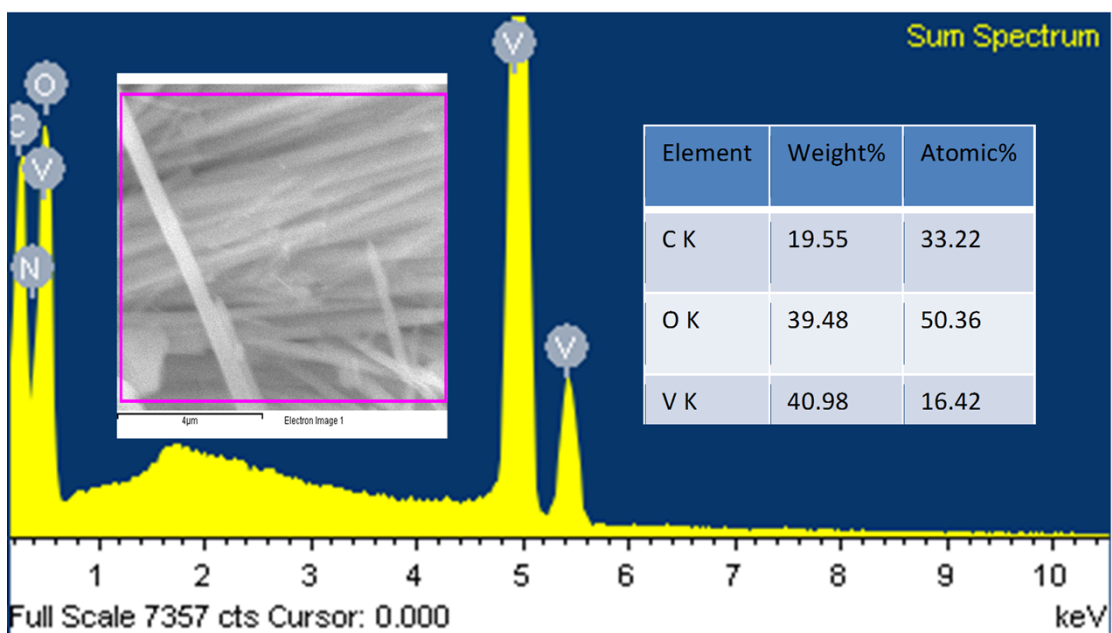 Sum Spectrum
V
O
C
V
N
V
Element Weight% Atomic%
C K 19.55 33.22
O K 39.48 50.36
V K 40.98 16.42
4μm Electron Image 1
1 2 3 4 5 6 7 8 9 10
Full Scale 7357 cts Cursor: 0.000 keV